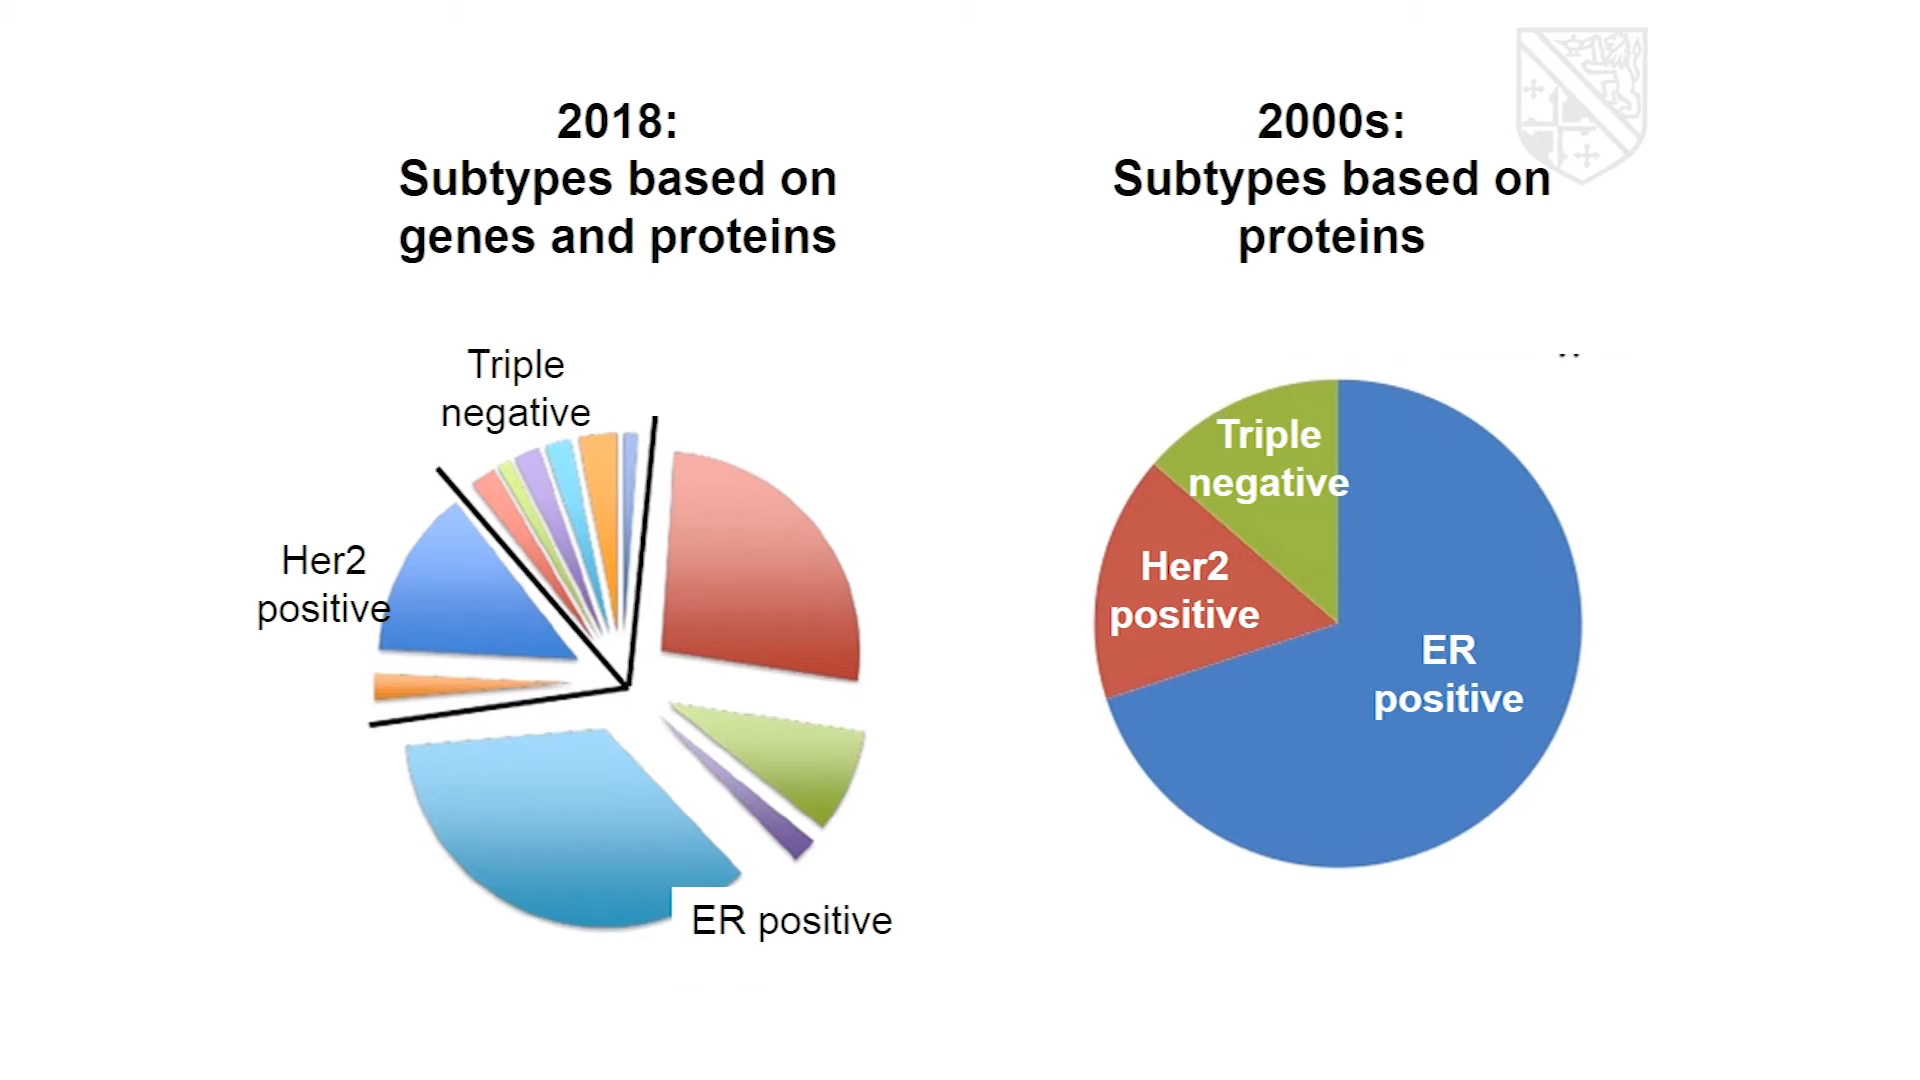 2018:
Subtypes based on
genes and proteins
Triple
negative
Her2
positive
ER positive
2000s:
Subtypes based on
proteins
Triple
negative
Her2
positive
ER
positive